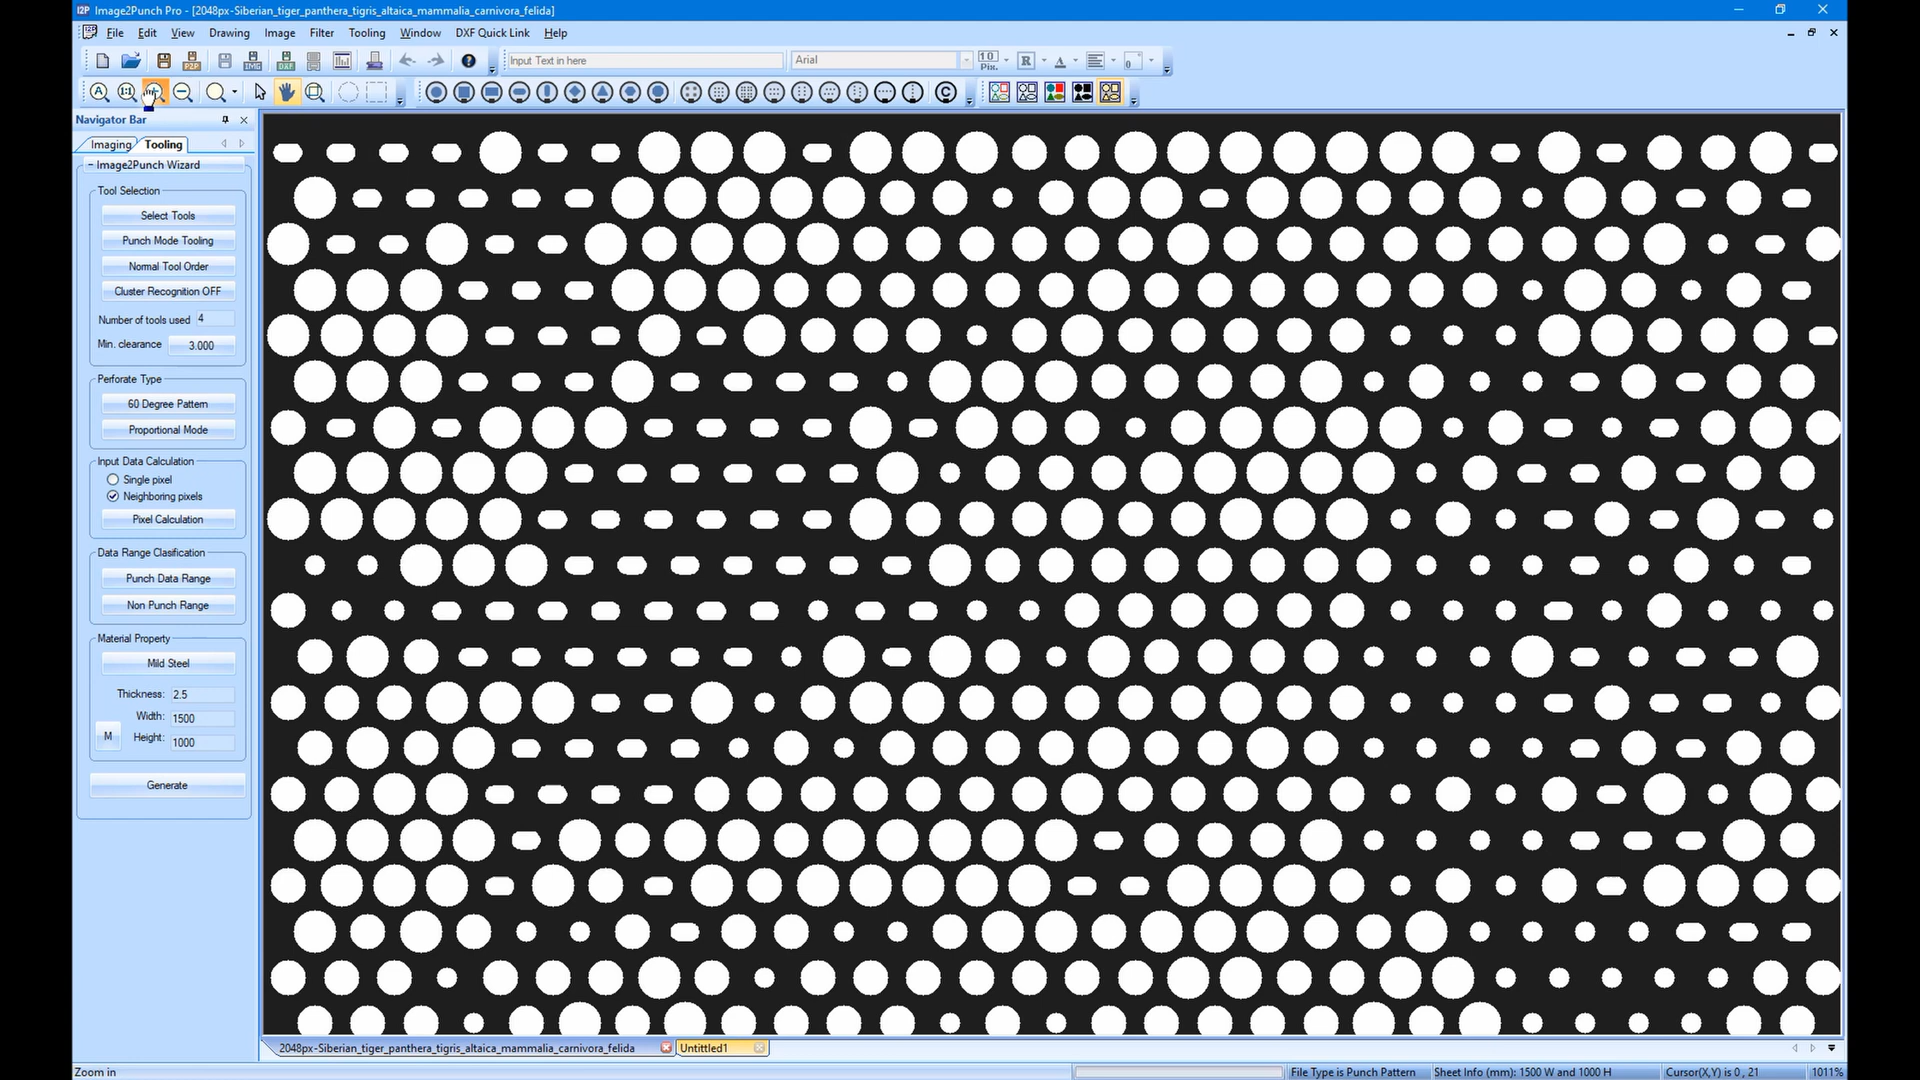 Image2Punch Pro - [2048px-Siberian_tiger_panthera_tigris_altaica_mammalia_carnivora_felida]
File Edit View Drawing Image Filter Tooling Window DXF Quick Link Help
Input Text in here
Arial
10 Pix.
R
A
0
A
1:1
C
Navigator Bar
Imaging Tooling
Image2Punch Wizard
Tool Selection
Select Tools
Punch Mode Tooling
Normal Tool Order
Cluster Recognition OFF
Number of tools used 4
Min. clearance 3.000
Perforate Type
60 Degree Pattern
Proportional Mode
Input Data Calculation
Single pixel
Neighboring pixels
Pixel Calculation
Data Range Clasification
Punch Data Range
Non Punch Range
Material Property
Mild Steel
Thickness: 2.5
Width: 1500
M Height: 1000
Generate
2048px-Siberian_tiger_panthera_tigris_altaica_mammalia_carnivora_felida Untittled1
Zoom in File Type is Punch Pattern Sheet Info (mm): 1500 W and 1000 H Cursor(X,Y) is 0 , 21 1011%